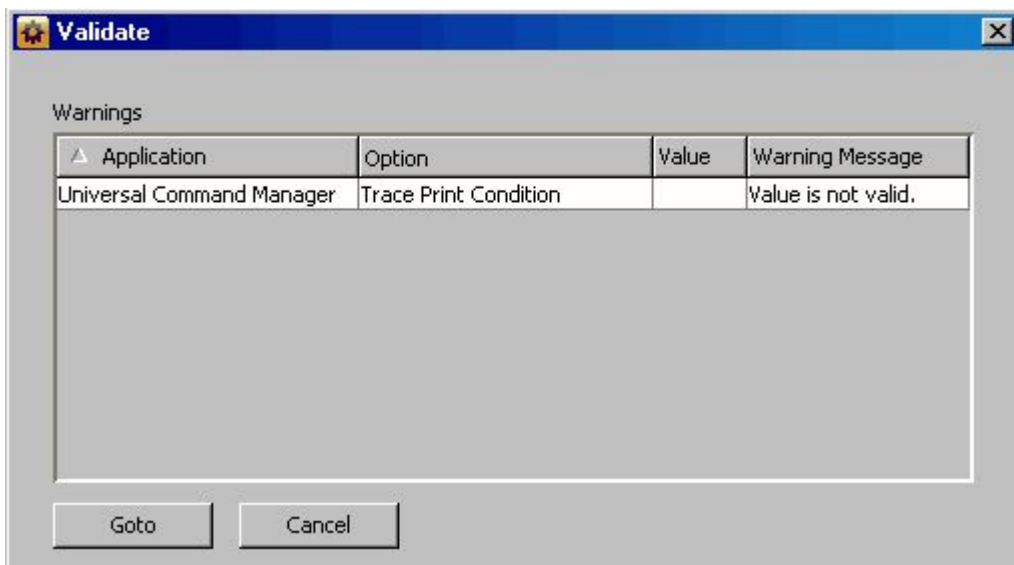 Validate
Warnings
Application Option Value Warning Message
Universal Command Manager Trace Print Condition Value is not valid.
Goto Cancel